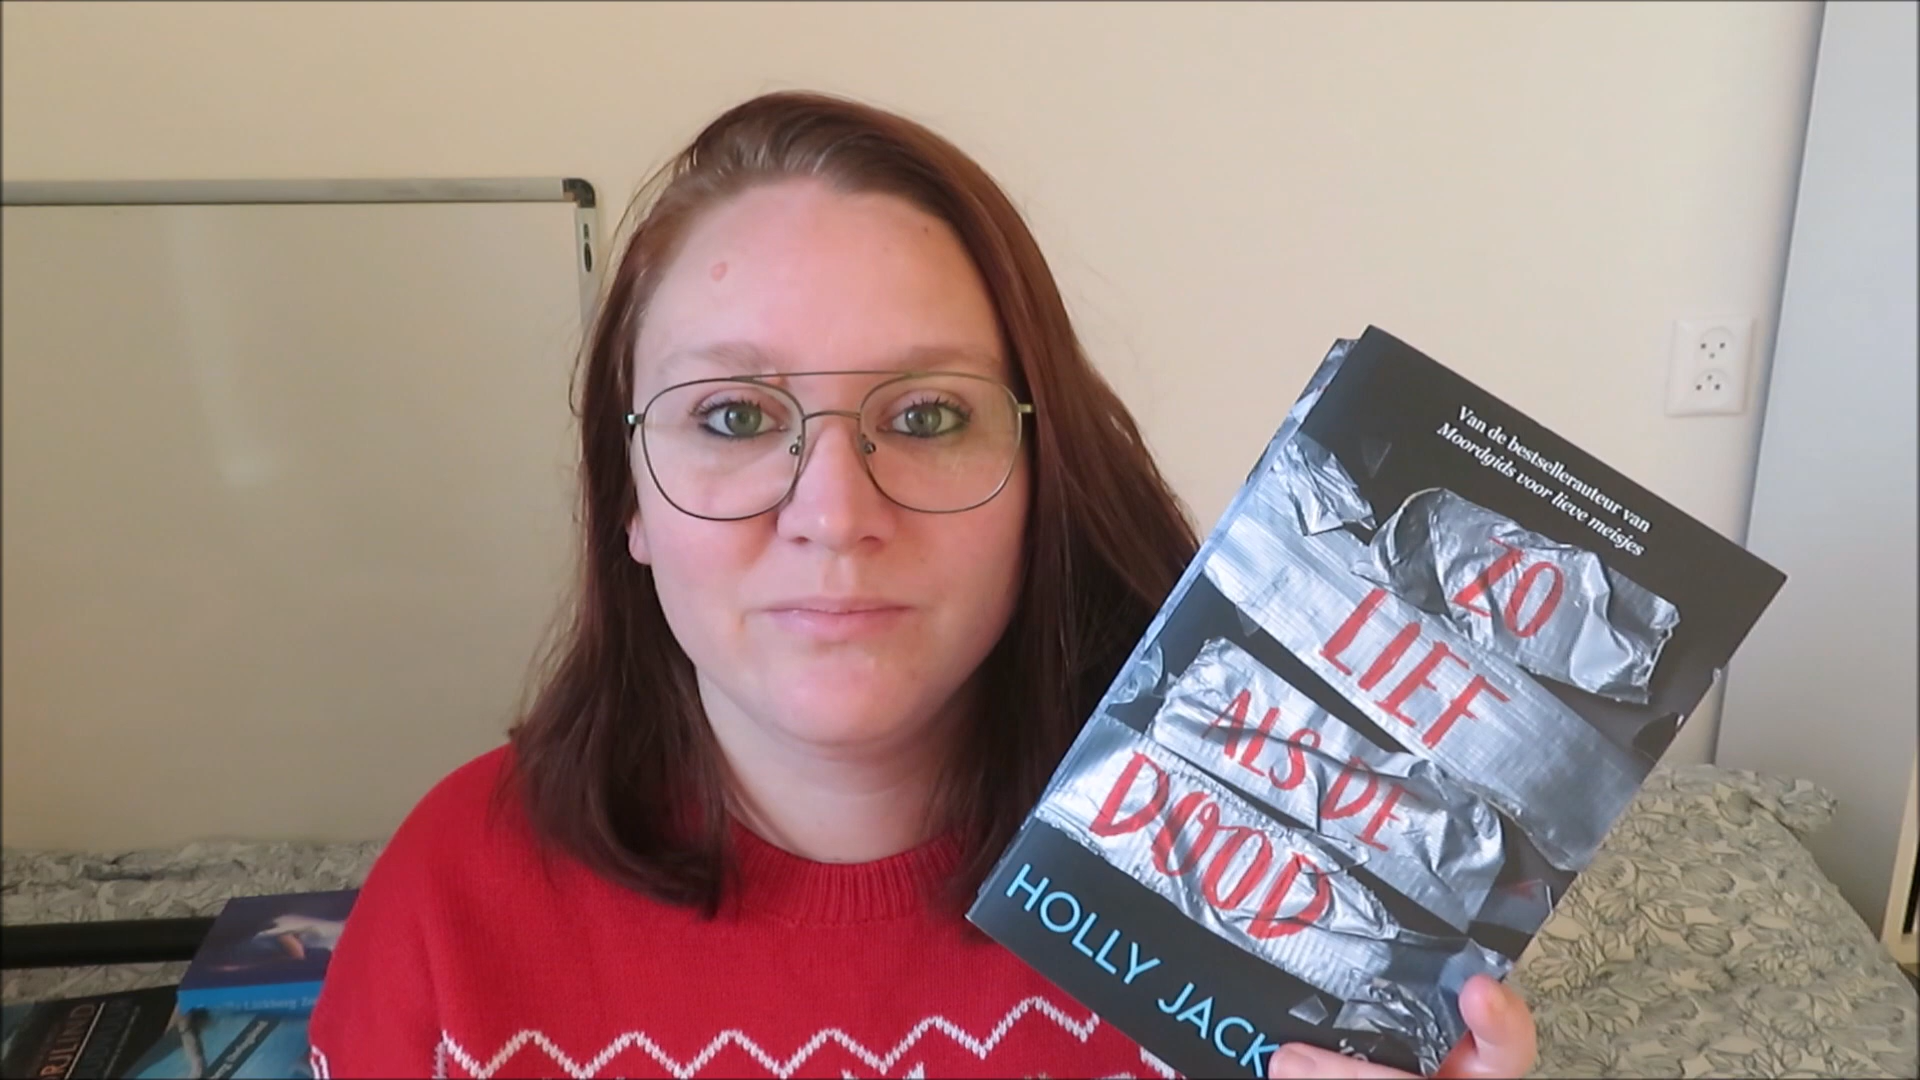 Van de bestsellerauteur van
Moordgids voor lieve meisjes
ZO
LIEF
ALS DE
DOOD
HOLLY JACK